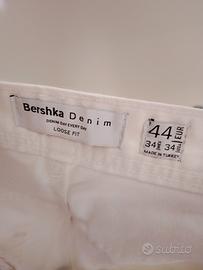 Bershka Denim
DENIM DAY EVERY DAY
LOOSE FIT
44 EUR
34 34
MADE IN TURKEY
subito